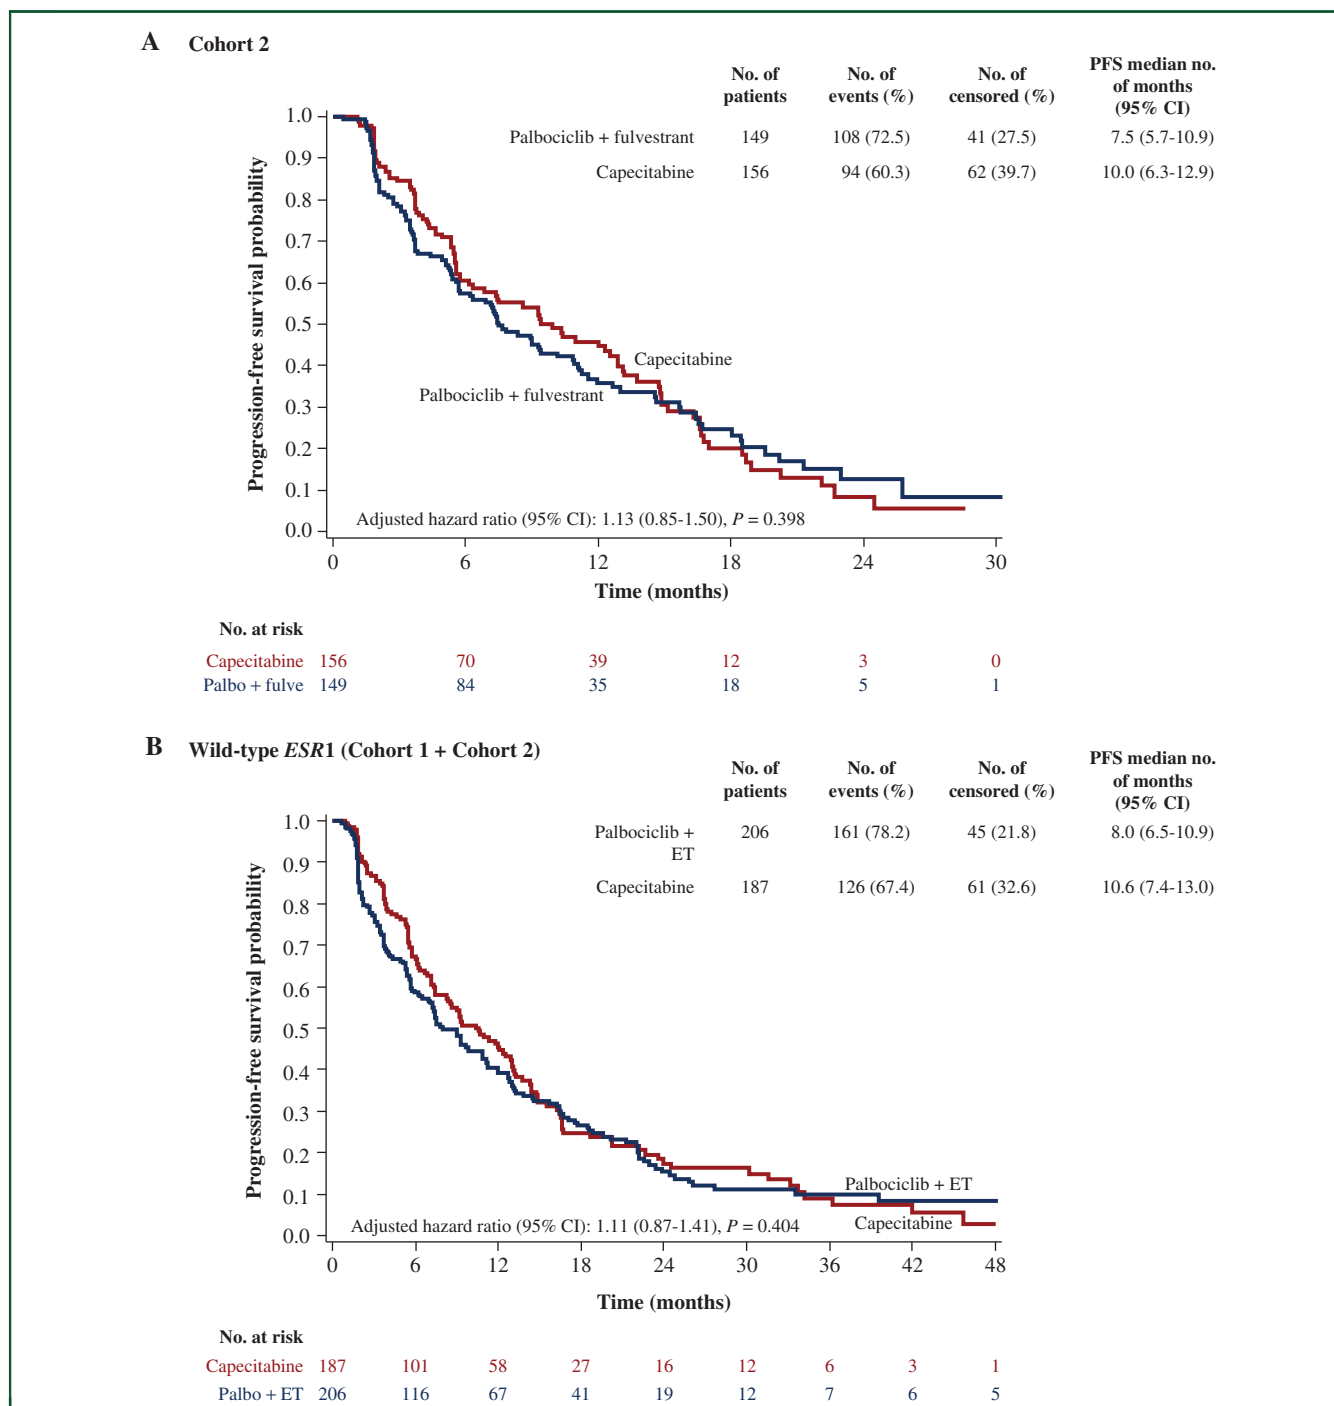 A Cohort 2
No. of patients
No. of events (%)
No. of censored (%)
PFS median no. of months (95% CI)
Palbociclib + fulvestrant 149 108 (72.5) 41 (27.5) 7.5 (5.7-10.9)
Capecitabine 156 94 (60.3) 62 (39.7) 10.0 (6.3-12.9)
Progression-free survival probability
1.0
0.9
0.8
0.7
0.6
0.5
0.4
0.3
0.2
0.1
0.0
Capecitabine
Palbociclib + fulvestrant
Adjusted hazard ratio (95% CI): 1.13 (0.85-1.50), P = 0.398
0 6 12 18 24 30
Time (months)
No. at risk
Capecitabine 156 70 39 12 3 0
Palbo + fulve 149 84 35 18 5 1
B Wild-type ESR1 (Cohort 1 + Cohort 2)
No. of patients
No. of events (%)
No. of censored (%)
PFS median no. of months (95% CI)
Palbociclib + ET 206 161 (78.2) 45 (21.8) 8.0 (6.5-10.9)
Capecitabine 187 126 (67.4) 61 (32.6) 10.6 (7.4-13.0)
Progression-free survival probability
1.0
0.9
0.8
0.7
0.6
0.5
0.4
0.3
0.2
0.1
0.0
Palbociclib + ET
Capecitabine
Adjusted hazard ratio (95% CI): 1.11 (0.87-1.41), P = 0.404
0 6 12 18 24 30 36 42 48
Time (months)
No. at risk
Capecitabine 187 101 58 27 16 12 6 3 1
Palbo + ET 206 116 67 41 19 12 7 6 5